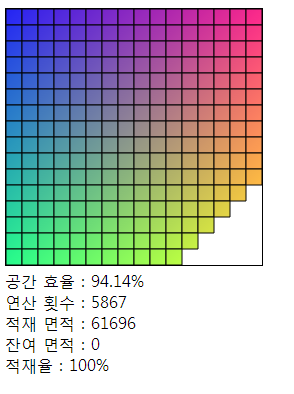 공간 효율 : 94.14%
연산 횟수 : 5867
적재 면적 : 61696
잔여 면적 : 0
적재율 : 100%